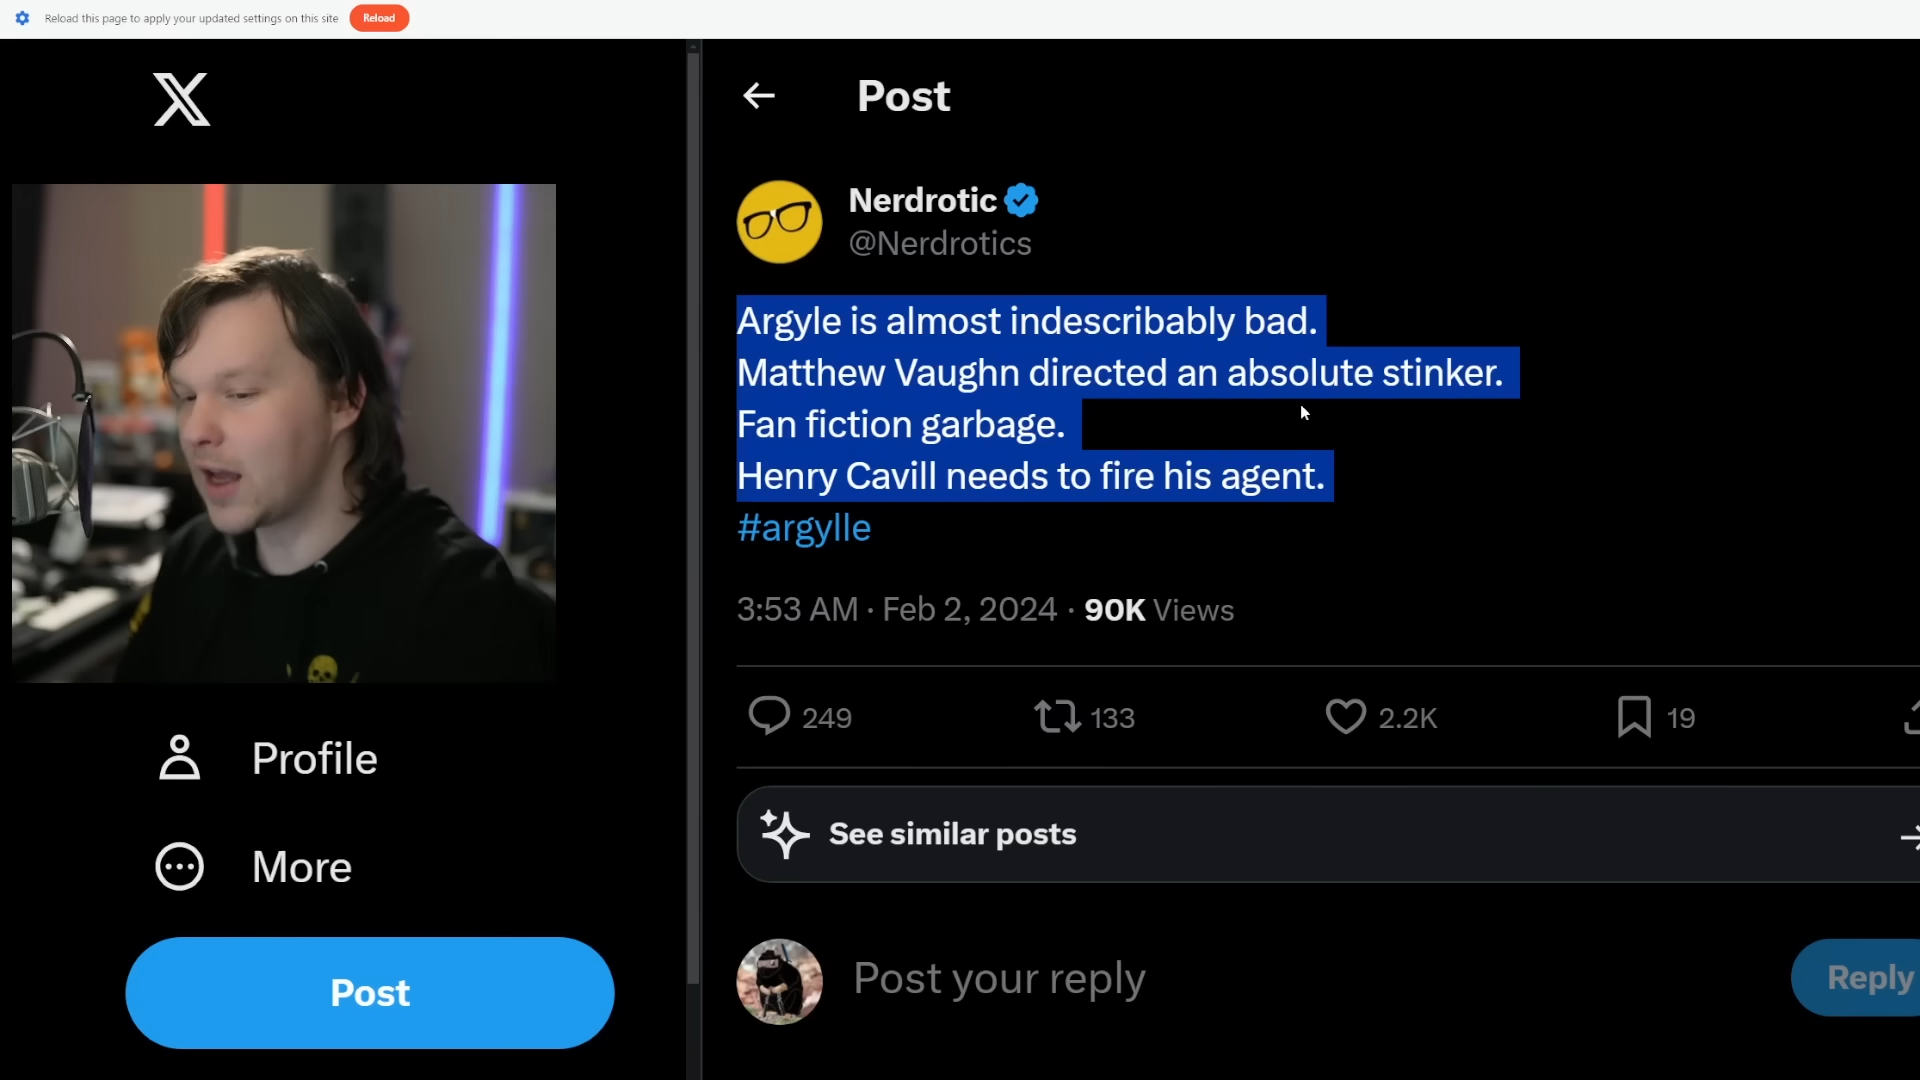 Reload this page to apply your updated settings on this site Reload
Post
Nerdrotic
@Nerdrotics
Argyle is almost indescribably bad.
Matthew Vaughn directed an absolute stinker.
Fan fiction garbage.
Henry Cavill needs to fire his agent.
#argylle
3:53 AM · Feb 2, 2024 · 90K Views
249 133 2.2K 19
See similar posts
Post your reply
Reply
Profile
More
Post